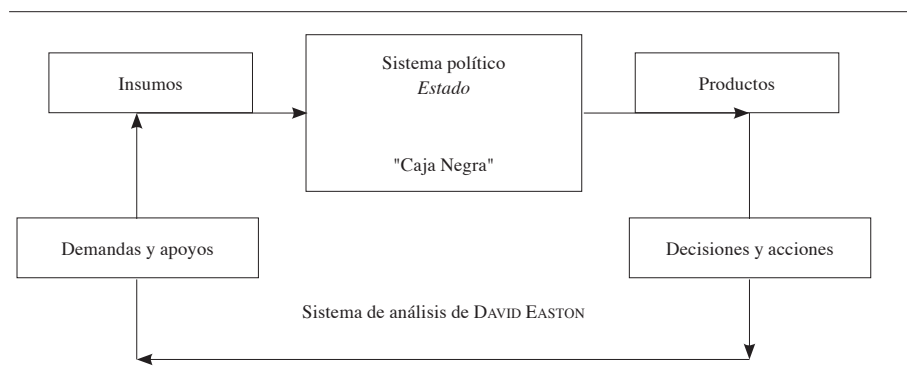 Insumos
Sistema político
Estado
"Caja Negra"
Productos
Demandas y apoyos
Decisiones y acciones
Sistema de análisis de DAVID EASTON